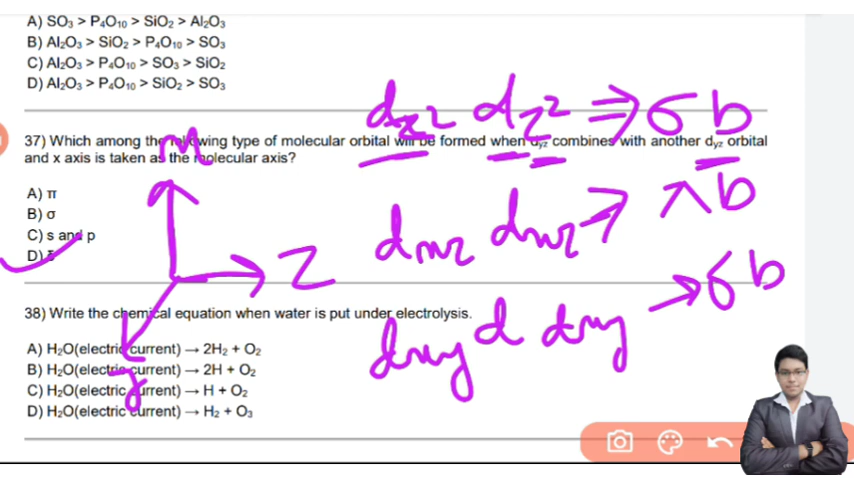 A) SO₃ > P₄O₁₀ > SiO₂ > Al₂O₃
B) Al₂O₃ > SiO₂ > P₄O₁₀ > SO₃
C) Al₂O₃ > P₄O₁₀ > SO₃ > SiO₂
D) Al₂O₃ > P₄O₁₀ > SiO₂ > SO₃
dz² dz² ⇒ σ b
37) Which among the following type of molecular orbital will be formed when dyz combines with another dyz orbital
and x axis is taken as the molecular axis?
x
A) π
B) σ
C) s and p
D) δ
z
dxz dxz → π b
38) Write the chemical equation when water is put under electrolysis.
dxy d dxy → δ b
A) H₂O(electric current) → 2H₂ + O₂
B) H₂O(electric current) → 2H + O₂
C) H₂O(electric current) → H + O₂
D) H₂O(electric current) → H₂ + O₃
y